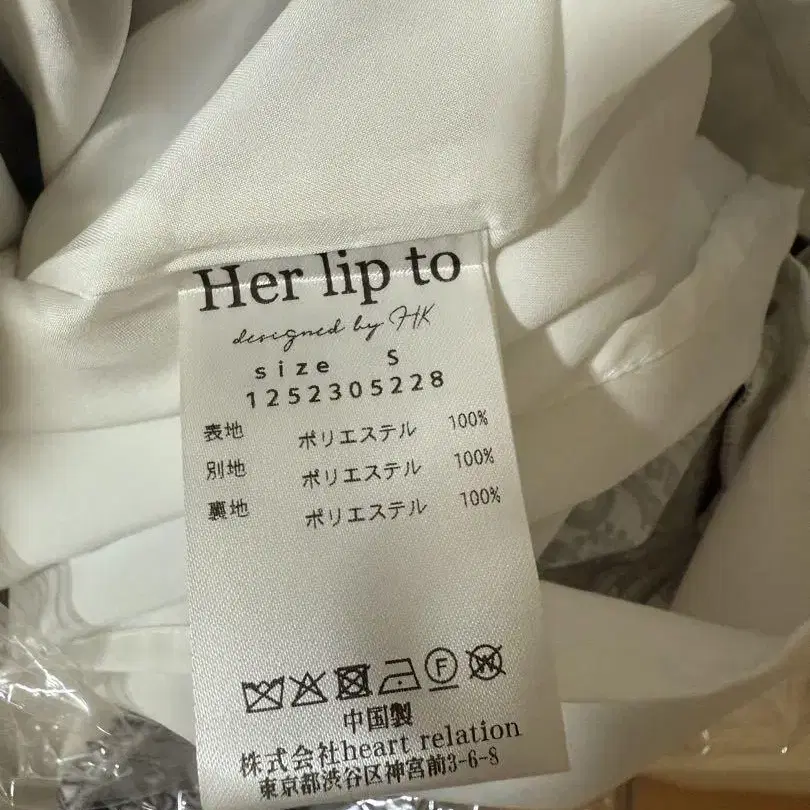 Her lip to
designed by HK
size S
1252305228
表地 ポリエステル 100%
別地 ポリエステル 100%
裏地 ポリエステル 100%
F W
中国製
株式会社heart relation
東京都渋谷区神宮前3-6-8